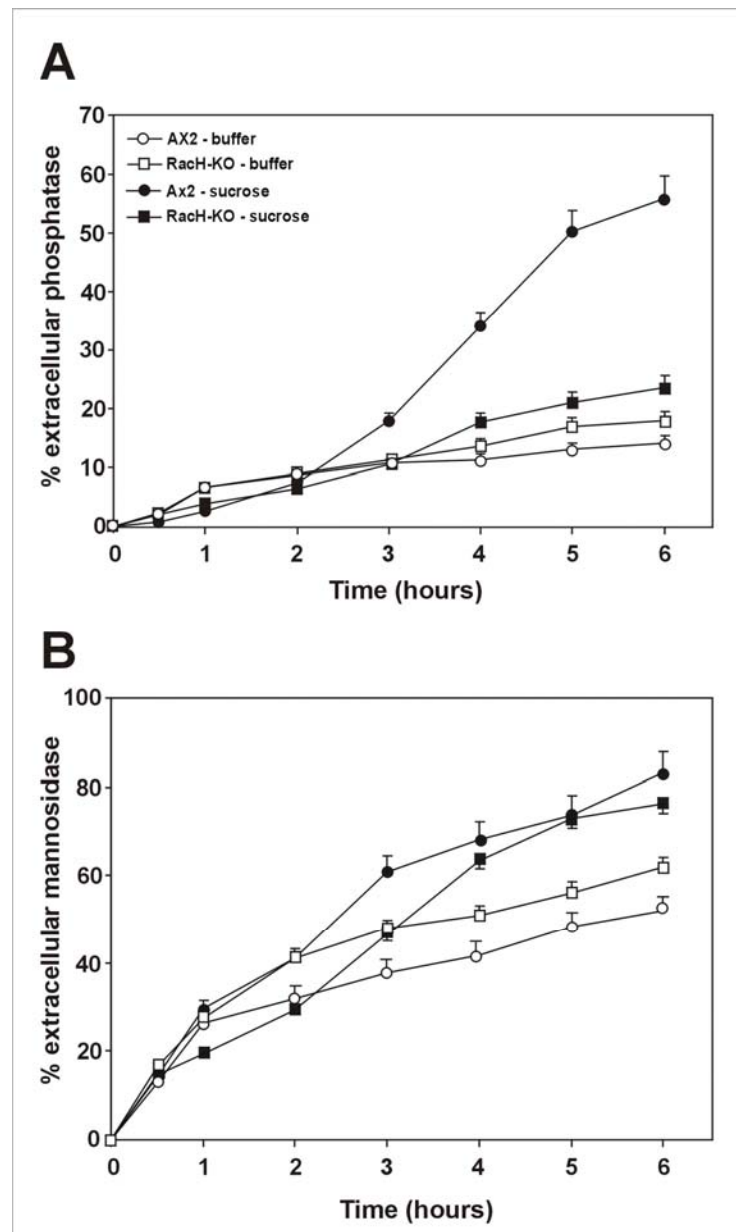 A
70
60
50
40
30
20
10
0
% extracellular phosphatase
AX2 - buffer
RacH-KO - buffer
Ax2 - sucrose
RacH-KO - sucrose
0 1 2 3 4 5 6
Time (hours)
B
100
80
60
40
20
0
% extracellular mannosidase
0 1 2 3 4 5 6
Time (hours)